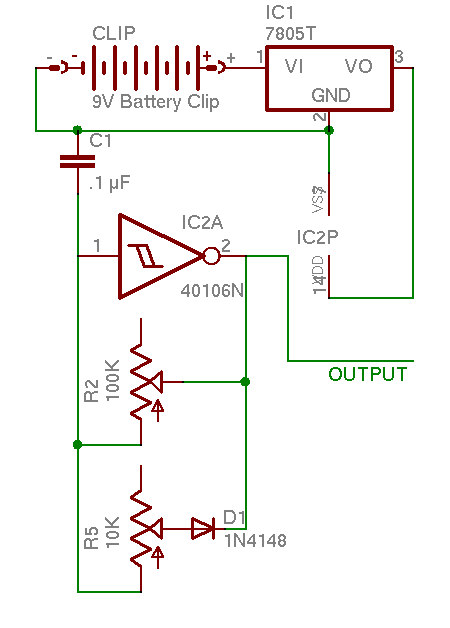 IC1
CLIP
7805T
- - + + 1 VI VO 3
9V Battery Clip
GND
2
C1
.1 µF
VSS 7
IC2A
IC2P
1 2
VDD 14
40106N
R2 100K
OUTPUT
R5 10K
D1
1N4148